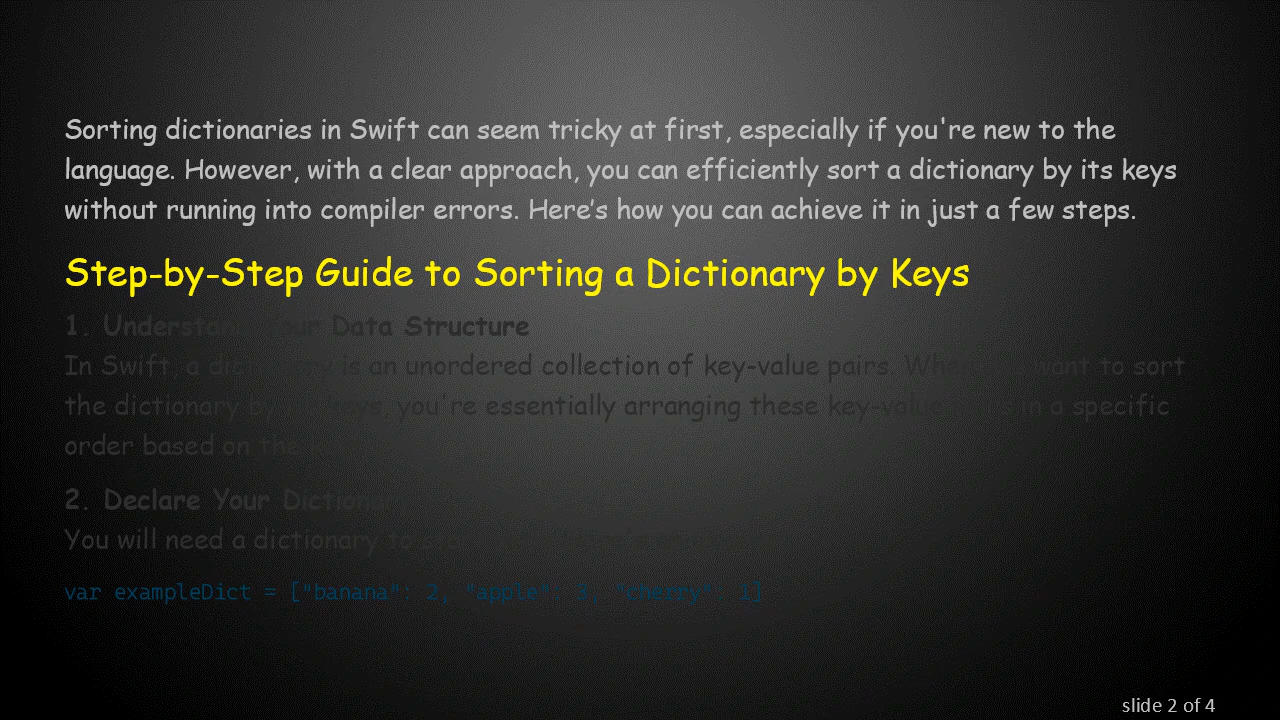 Sorting dictionaries in Swift can seem tricky at first, especially if you're new to the
language. However, with a clear approach, you can efficiently sort a dictionary by its keys
without running into compiler errors. Here’s how you can achieve it in just a few steps.
Step-by-Step Guide to Sorting a Dictionary by Keys
1. Understand Your Data Structure
In Swift, a dictionary is an unordered collection of key-value pairs. When you want to sort
the dictionary by its keys, you're essentially arranging these key-value pairs in a specific
order based on the
2. Declare Your Dictionary
You will need a dictionary to
var exampleDict = ["banana": 2, "apple": 3, "cherry": 1]
slide 2 of 4